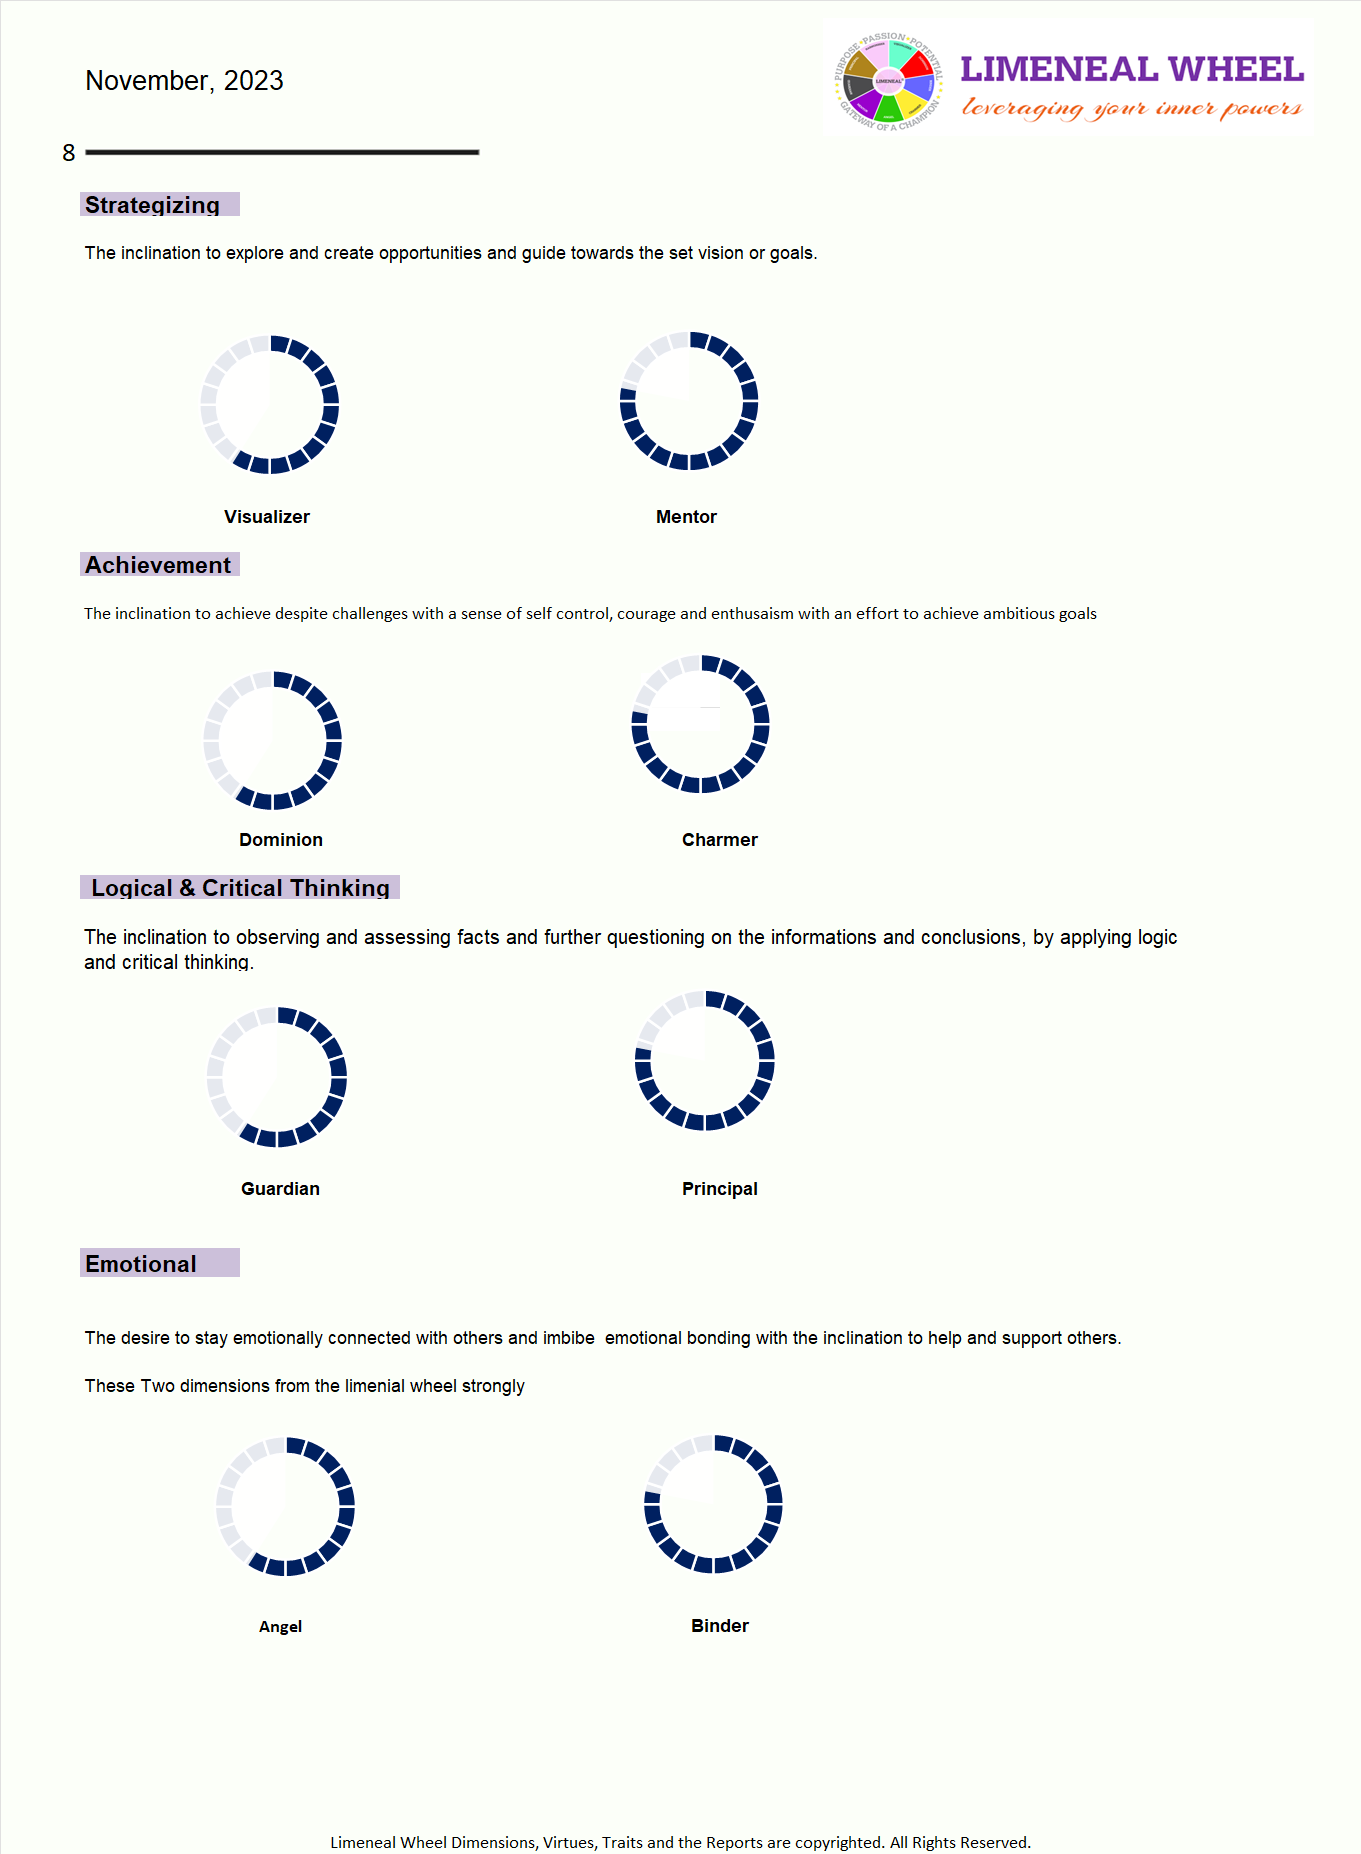 November, 2023
PURPOSE PASSION POTENTIAL
LIMENEAL
GATEWAY OF A CHAMPION
LIMENEAL WHEEL
leveraging your inner powers
8
Strategizing
The inclination to explore and create opportunities and guide towards the set vision or goals.
Visualizer
Mentor
Achievement
The inclination to achieve despite challenges with a sense of self control, courage and enthusaism with an effort to achieve ambitious goals
Dominion
Charmer
Logical & Critical Thinking
The inclination to observing and assessing facts and further questioning on the informations and conclusions, by applying logic
and critical thinking.
Guardian
Principal
Emotional
The desire to stay emotionally connected with others and imbibe  emotional bonding with the inclination to help and support others.
These Two dimensions from the limenial wheel strongly
Angel
Binder
Limeneal Wheel Dimensions, Virtues, Traits and the Reports are copyrighted. All Rights Reserved.